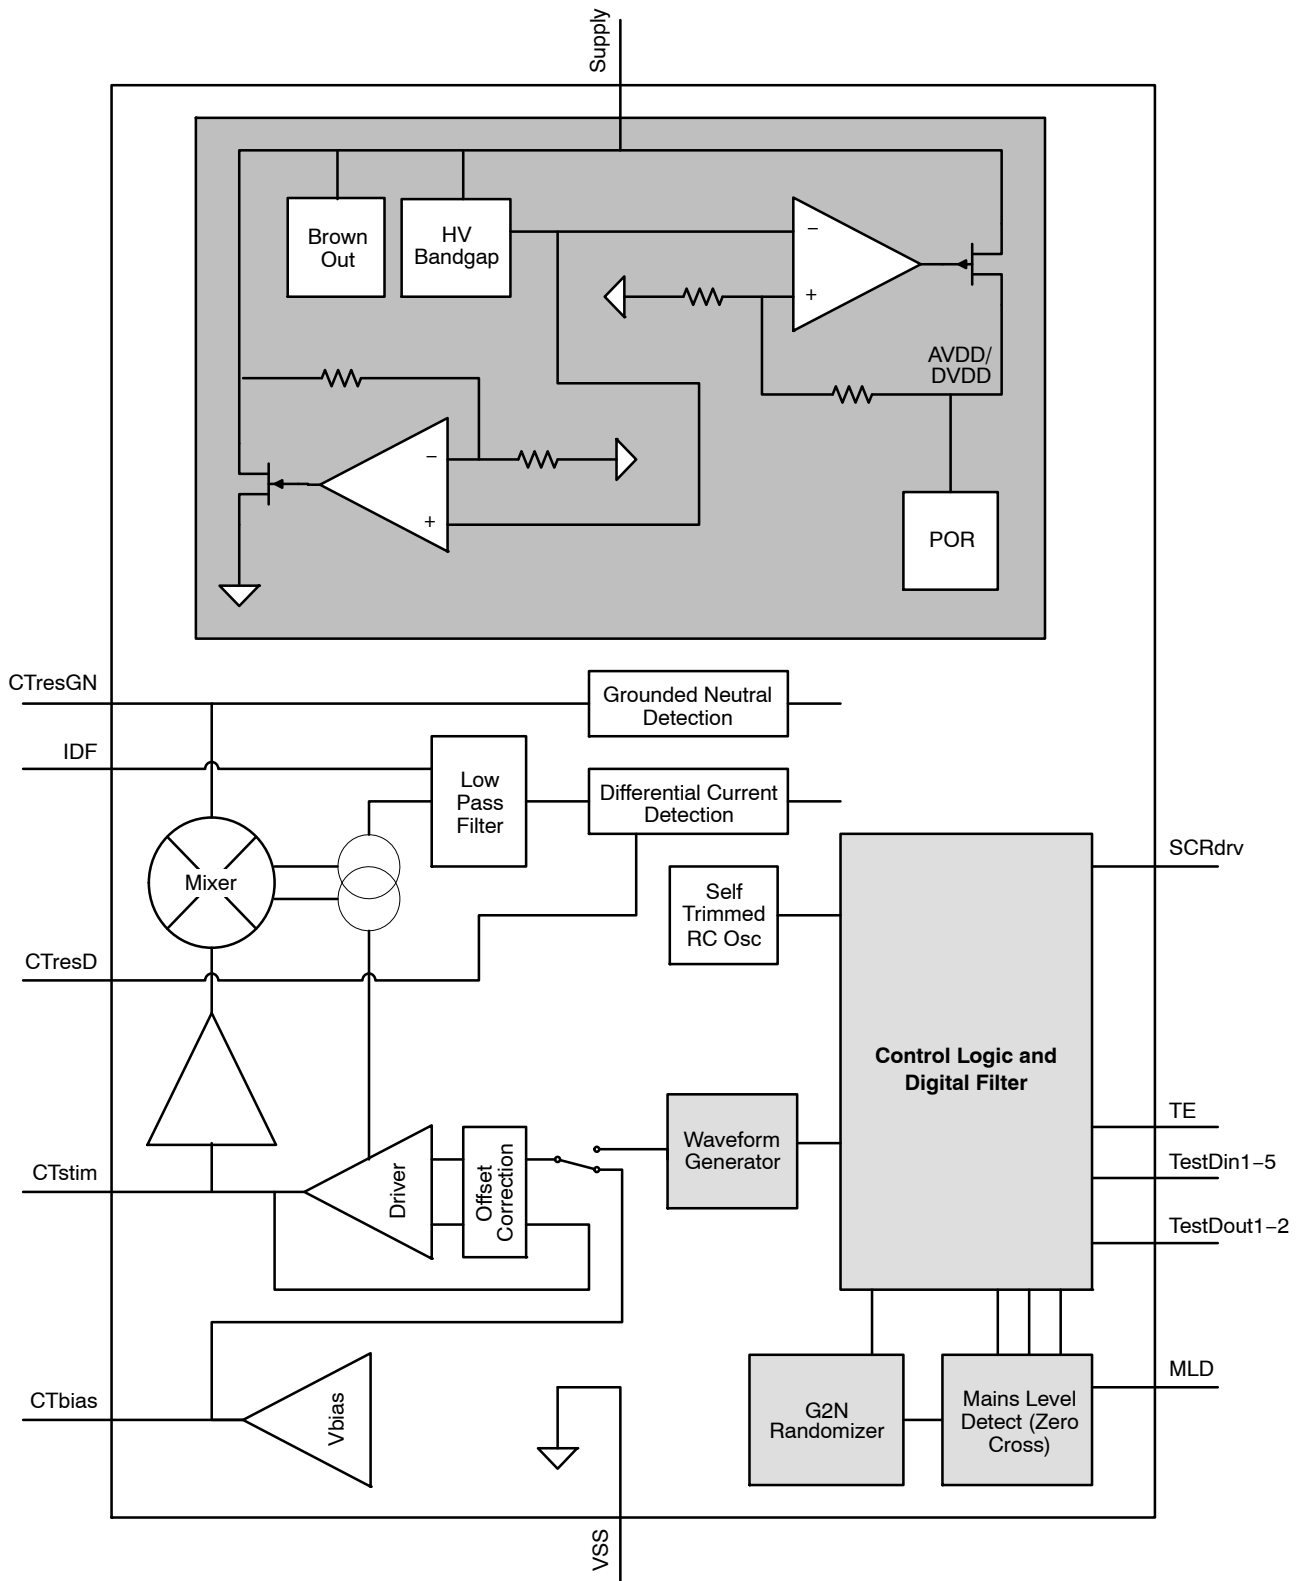 Supply
Brown
Out
HV
Bandgap
−
+
AVDD/
DVDD
−
+
POR
CTresGN
Grounded Neutral
Detection
IDF
Low
Pass
Filter
Differential Current
Detection
Mixer
Self
Trimmed
RC Osc
SCRdrv
CTresD
Control Logic and
Digital Filter
Waveform
Generator
TE
TestDin1−5
TestDout1−2
CTstim
Driver
Offset
Correction
CTbias
Vbias
G2N
Randomizer
Mains Level
Detect (Zero
Cross)
MLD
VSS